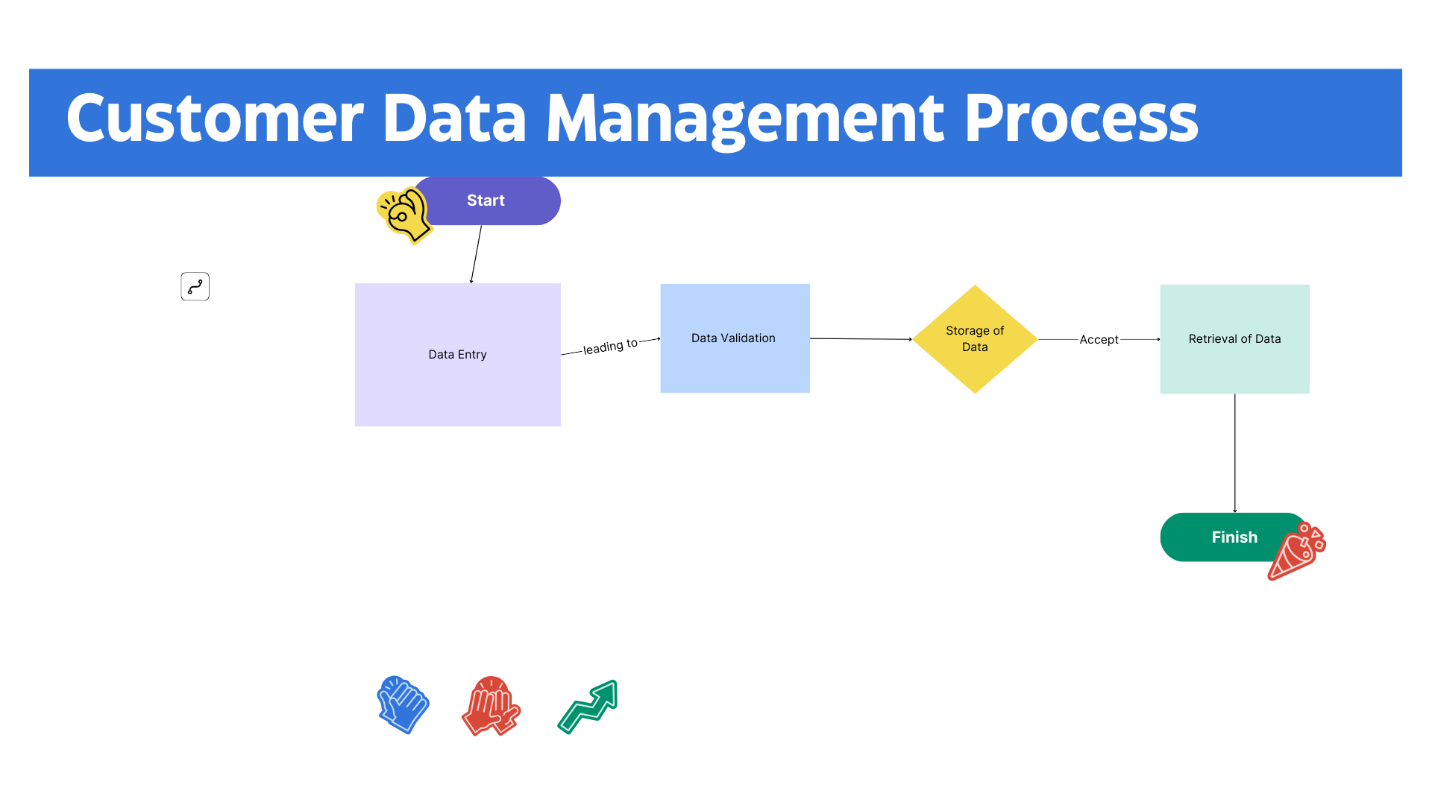 Customer Data Management Process
Start
Data Entry
leading to
Data Validation
Storage of
Data
Accept
Retrieval of Data
Finish